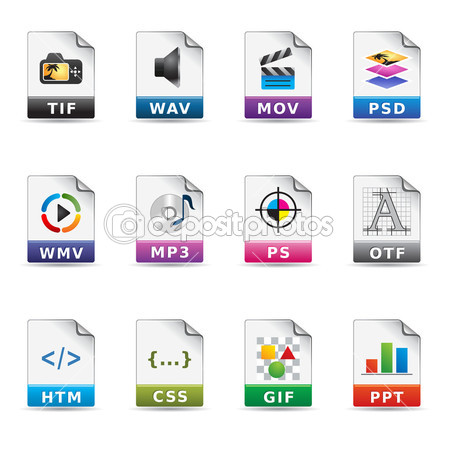 TIF WAV MOV PSD
depositphotos
WMV MP3 PS OTF
A
</>
{...}
HTM CSS GIF PPT